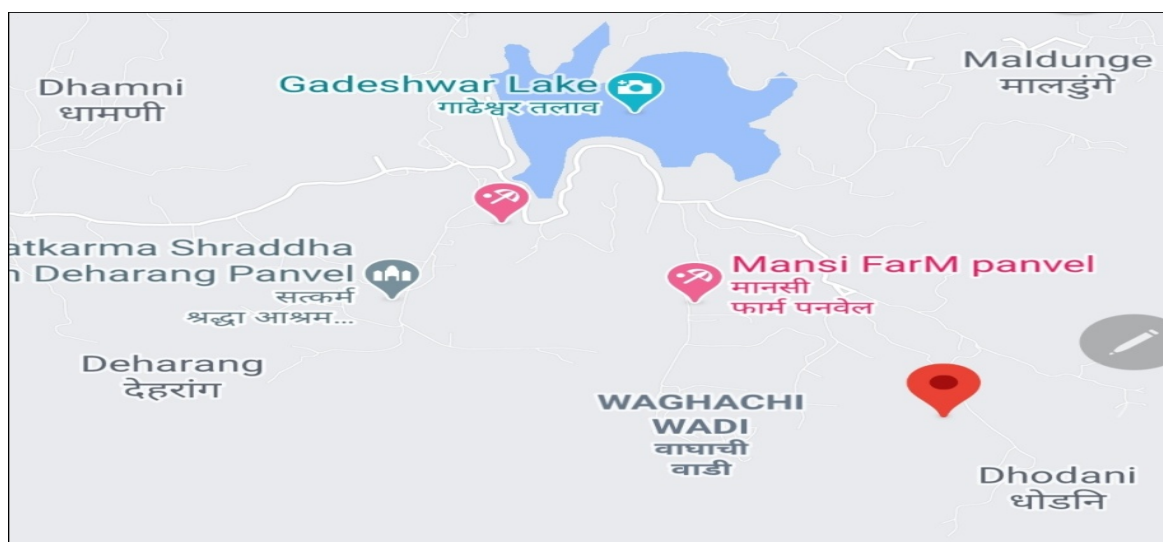 Maldunge
मालडुंगे
Dhamni
धामणी
Gadeshwar Lake
गाढेश्वर तलाव
atkarma Shraddha
n Deharang Panvel
सत्कर्म
श्रद्धा आश्रम...
Mansi FarM panvel
मानसी
फार्म पनवेल
Deharang
देहरांग
WAGHACHI
WADI
वाघाची
वाडी
Dhodani
धोडनि